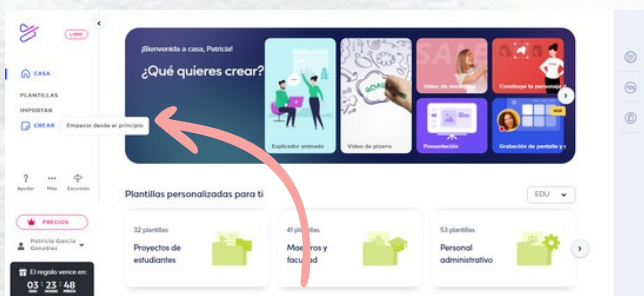 LIBRE
CASA
PLANTILLAS
IMPORTAR
CREAR
Empezar desde el principio
?
Ayudar
Más
Excursión
PRECIOS
Patricia García
González
El regalo vence en:
03 : 23 : 48
¡Bienvenida a casa, Patricia!
¿Qué quieres crear?
Explicador animado
GOAL
Vídeo de pizarra
SALE
Vídeo de marketing
Construya tu personaje
Presentación
NEW
Grabación de pantalla y
Plantillas personalizadas para ti
EDU
32 plantillas
Proyectos de
estudiantes
41 plantillas
Maestros y
facultad
53 plantillas
Personal
administrativo